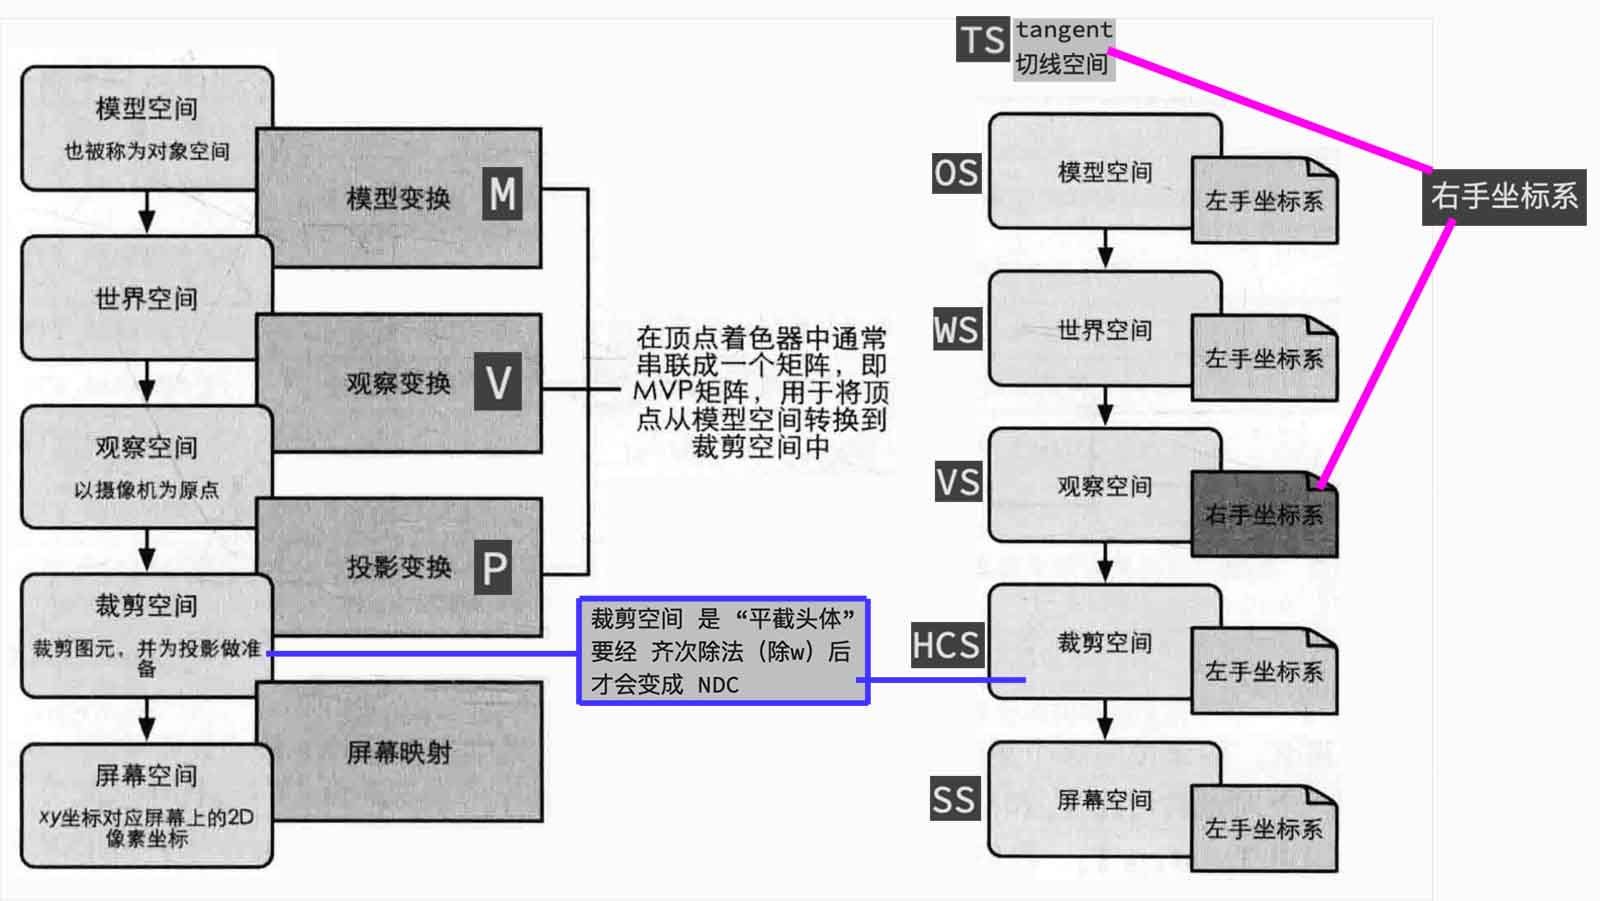 模型空间
也被称为对象空间
模型变换 M
世界空间
观察变换 V
观察空间
以摄像机为原点
投影变换 P
裁剪空间
裁剪图元，并为投影做准
备
屏幕映射
屏幕空间
xy坐标对应屏幕上的2D
像素坐标
在顶点着色器中通常
串联成一个矩阵，即
MVP矩阵，用于将顶
点从模型空间转换到
裁剪空间中
裁剪空间 是 “平截头体”
要经 齐次除法（除w）后
才会变成 NDC
TS
tangent
切线空间
右手坐标系
OS
模型空间
左手坐标系
WS
世界空间
左手坐标系
VS
观察空间
右手坐标系
HCS
裁剪空间
左手坐标系
SS
屏幕空间
左手坐标系